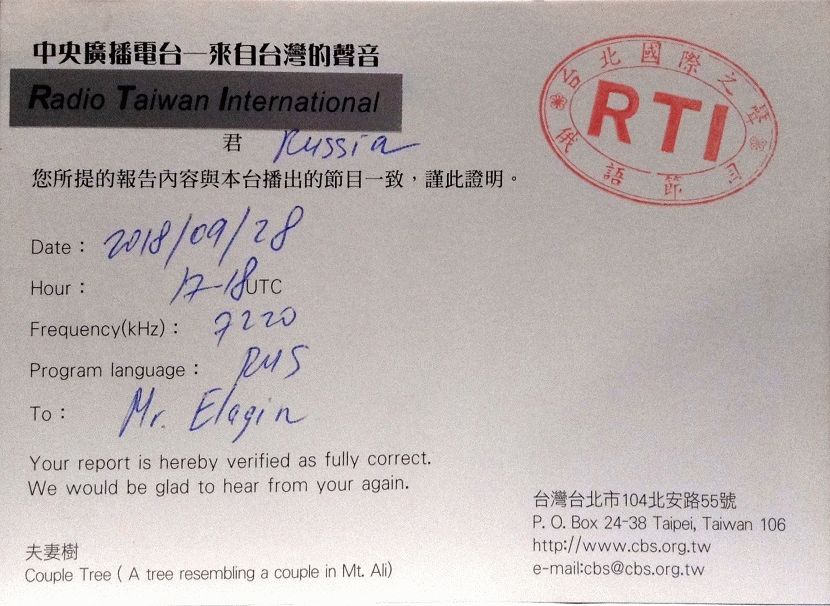 中央廣播電台—來自台灣的聲音
Radio Taiwan International
君 Russia
您所提的報告內容與本台播出的節目一致，謹此證明。
Date： 2018/09/28
Hour： 17-18UTC
Frequency(kHz)： 7220
Program language： RUS
To： Mr. Elagin
Your report is hereby verified as fully correct.
We would be glad to hear from your again.
夫妻樹
Couple Tree ( A tree resembling a couple in Mt. Ali)
台北國際之聲
RTI
俄語節目
台灣台北市104北安路55號
P. O. Box 24-38 Taipei, Taiwan 106
http://www.cbs.org.tw
e-mail:cbs@cbs.org.tw